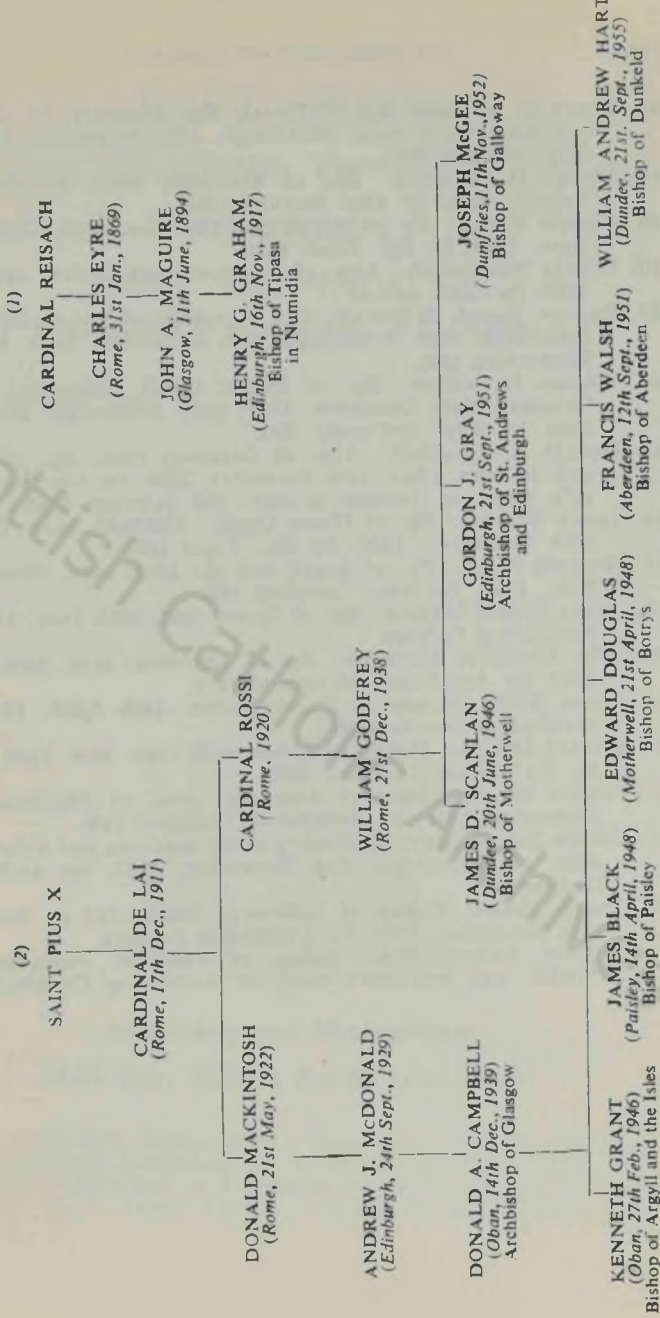 (1)
CARDINAL REISACH
CHARLES EYRE
(Rome, 31st Jan., 1869)
JOHN A. MAGUIRE
(Glasgow, 11th June, 1894)
HENRY G. GRAHAM
(Edinburgh, 16th Nov., 1917)
Bishop of Tipasa
in Numidia
(2)
SAINT PIUS X
CARDINAL DE LAI
(Rome, 17th Dec., 1911)
DONALD MACKINTOSH
(Rome, 21st May, 1922)
CARDINAL ROSSI
(Rome, 1920)
ANDREW J. McDONALD
(Edinburgh, 24th Sept., 1929)
WILLIAM GODFREY
(Rome, 21st Dec., 1938)
DONALD A. CAMPBELL
(Oban, 14th Dec., 1939)
Archbishop of Glasgow
JAMES D. SCANLAN
(Dundee, 20th June, 1946)
Bishop of Motherwell
GORDON J. GRAY
(Edinburgh, 21st Sept., 1951)
Archbishop of St. Andrews
and Edinburgh
JOSEPH McGEE
(Dumfries, 11th Nov., 1952)
Bishop of Galloway
KENNETH GRANT
(Oban, 27th Feb., 1946)
Bishop of Argyll and the Isles
JAMES BLACK
(Paisley, 14th April, 1948)
Bishop of Paisley
EDWARD DOUGLAS
(Motherwell, 21st April, 1948)
Bishop of Botrys
FRANCIS WALSH
(Aberdeen, 12th Sept., 1951)
Bishop of Aberdeen
WILLIAM ANDREW HART
(Dundee, 21st. Sept., 1955)
Bishop of Dunkeld
Scottish Catholic Archive